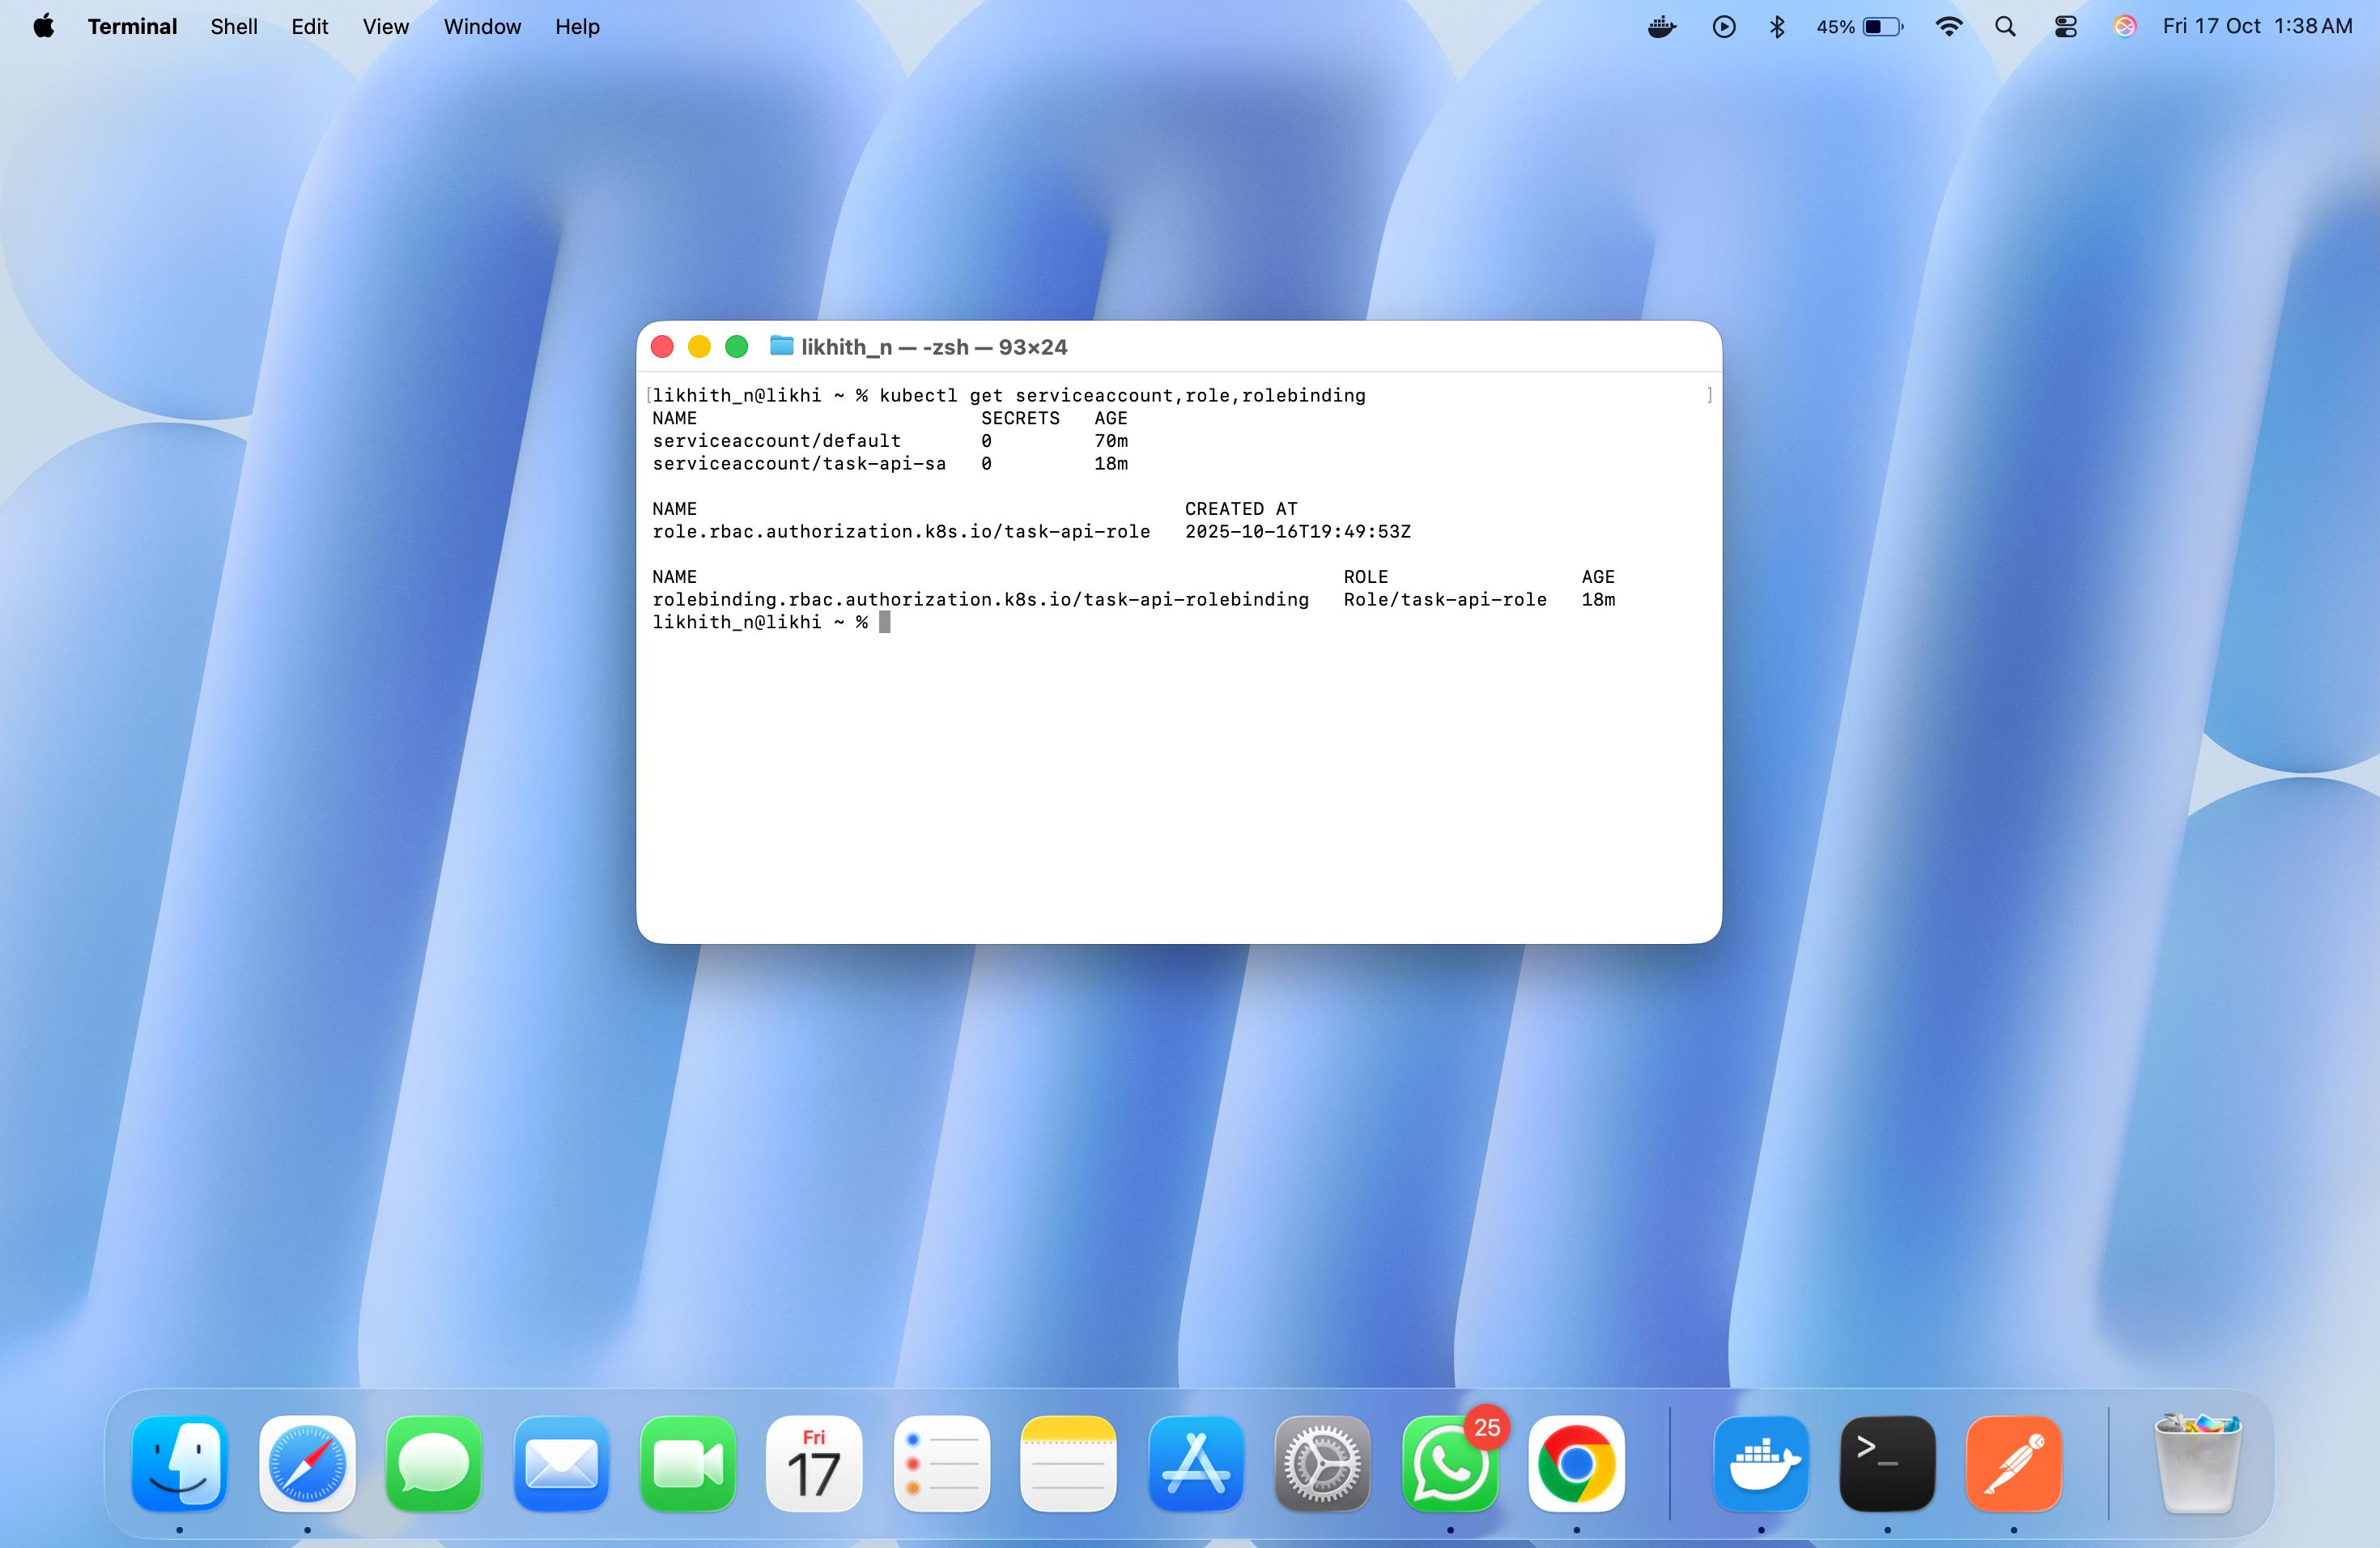 Terminal Shell Edit View Window Help 45% Fri 17 Oct 1:38 AM
likhith_n — -zsh — 93×24
[likhith_n@likhi ~ % kubectl get serviceaccount,role,rolebinding ]
NAME SECRETS AGE
serviceaccount/default 0 70m
serviceaccount/task-api-sa 0 18m
NAME CREATED AT
role.rbac.authorization.k8s.io/task-api-role 2025-10-16T19:49:53Z
NAME ROLE AGE
rolebinding.rbac.authorization.k8s.io/task-api-rolebinding Role/task-api-role 18m
likhith_n@likhi ~ %
Fri
17
25
>_